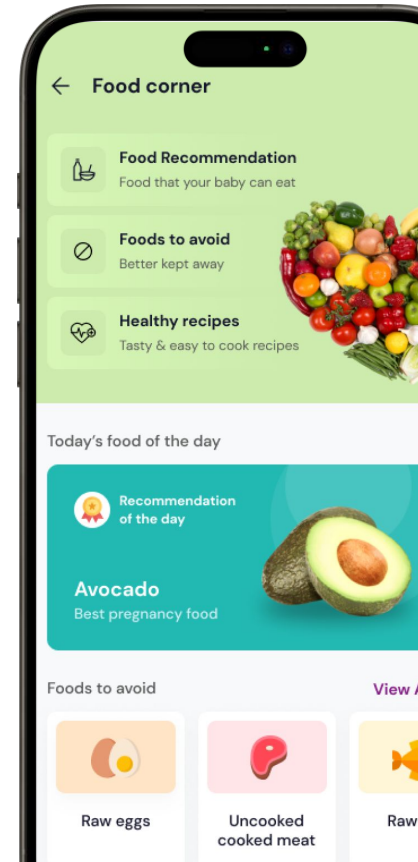 Food corner
Food Recommendation
Food that your baby can eat
Foods to avoid
Better kept away
Healthy recipes
Tasty & easy to cook recipes
Today's food of the day
Recommendation
of the day
Avocado
Best pregnancy food
Foods to avoid
View
Raw eggs
Uncooked
cooked meat
Raw